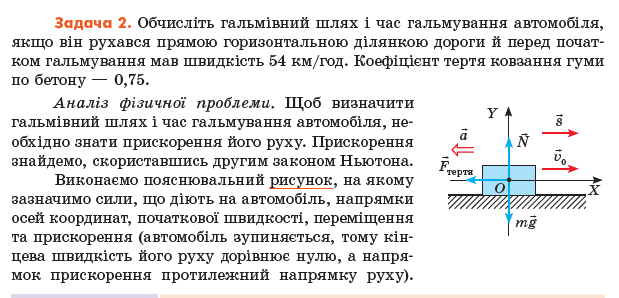 Задача 2. Обчисліть гальмівний шлях і час гальмування автомобіля,
якщо він рухався прямою горизонтальною ділянкою дороги й перед почат-
ком гальмування мав швидкість 54 км/год. Коефіцієнт тертя ковзання гуми
по бетону — 0,75.
Аналіз фізичної проблеми. Щоб визначити
гальмівний шлях і час гальмування автомобіля, не-
обхідно знати прискорення його руху. Прискорення
знайдемо, скориставшись другим законом Ньютона.
Виконаємо пояснювальний рисунок, на якому
зазначимо сили, що діють на автомобіль, напрямки
осей координат, початкової швидкості, переміщення
та прискорення (автомобіль зупиняється, тому кін-
цева швидкість його руху дорівнює нулю, а напря-
мок прискорення протилежний напрямку руху).
Y
s⃗
a⃗
N⃗
F⃗тертя
v⃗₀
O
X
mg⃗